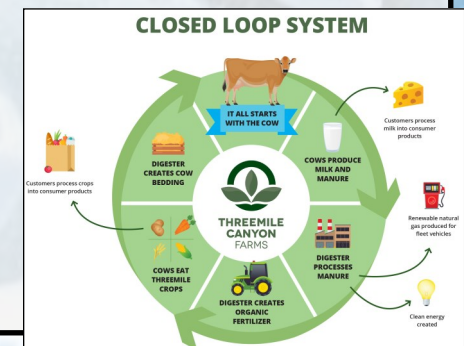 CLOSED LOOP SYSTEM
IT ALL STARTS
WITH THE COW
Customers process
milk into consumer
products
COWS PRODUCE
MILK AND
MANURE
Renewable natural
gas produced for
fleet vehicles
DIGESTER
PROCESSES
MANURE
Clean energy
created
DIGESTER CREATES
ORGANIC
FERTILIZER
COWS EAT
THREEMILE
CROPS
Customers process crops
into consumer products
DIGESTER
CREATES COW
BEDDING
THREEMILE
CANYON
FARMS